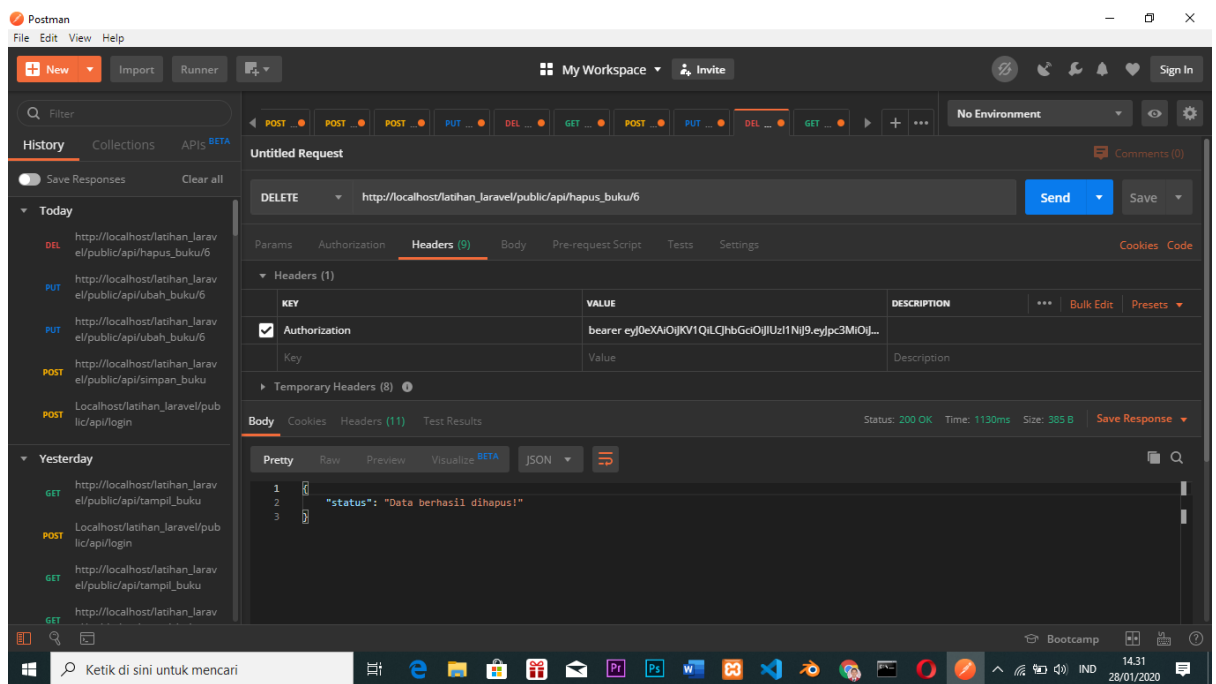 Postman
File Edit View Help
New Import Runner My Workspace Invite Sign In
Filter
History Collections APIs BETA
Save Responses Clear all
Today
DEL http://localhost/latihan_larav
el/public/api/hapus_buku/6
PUT http://localhost/latihan_larav
el/public/api/ubah_buku/6
PUT http://localhost/latihan_larav
el/public/api/ubah_buku/6
POST http://localhost/latihan_larav
el/public/api/simpan_buku
POST Localhost/latihan_laravel/pub
lic/api/login
Yesterday
GET http://localhost/latihan_larav
el/public/api/tampil_buku
POST Localhost/latihan_laravel/pub
lic/api/login
GET http://localhost/latihan_larav
el/public/api/tampil_buku
GET http://localhost/latihan_larav
POST ... POST ... POST ... PUT ... DEL ... GET ... POST ... PUT ... DEL ... GET ...
No Environment
Untitled Request Comments (0)
DELETE http://localhost/latihan_laravel/public/api/hapus_buku/6 Send Save
Params Authorization Headers (9) Body Pre-request Script Tests Settings Cookies Code
Headers (1)
KEY VALUE DESCRIPTION Bulk Edit Presets
Authorization bearer eyJ0eXAiOiJKV1QiLCJhbGciOiJIUzI1NiJ9.eyJpc3MiOiJ...
Key Value Description
Temporary Headers (8)
Body Cookies Headers (11) Test Results Status: 200 OK Time: 1130ms Size: 385 B Save Response
Pretty Raw Preview Visualize BETA JSON
1 {
2 "status": "Data berhasil dihapus!"
3 }
Bootcamp
Ketik di sini untuk mencari
Pr Ps W IND 14.31
28/01/2020